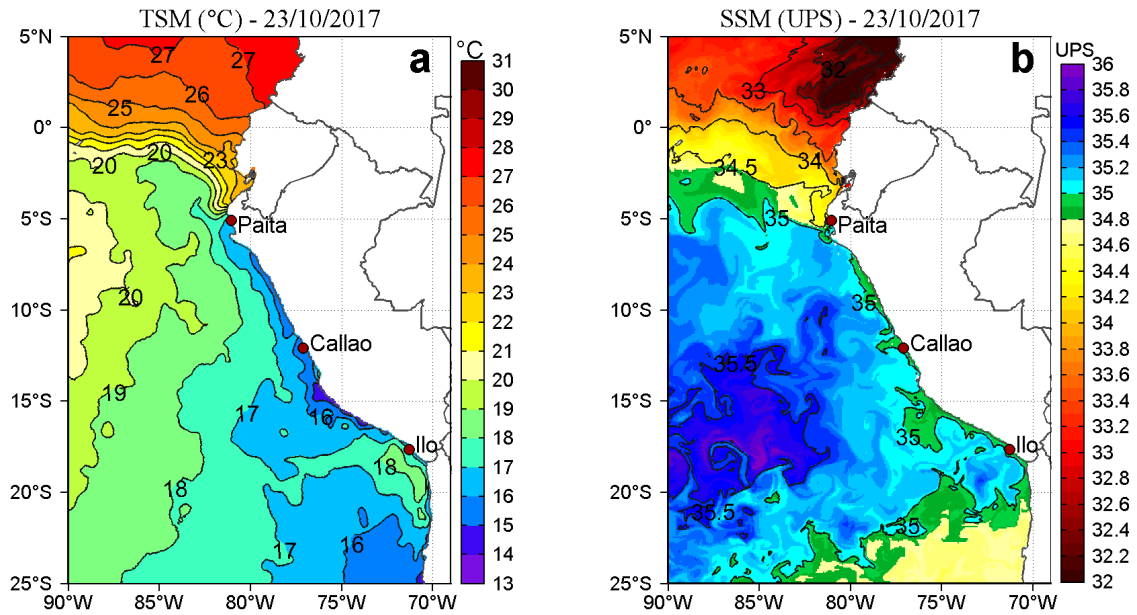 TSM (°C) - 23/10/2017
a
°C
5°N
0°
5°S
10°S
15°S
20°S
25°S
90°W 85°W 80°W 75°W 70°W
27 27
26
25
23
20 20
20
19
18
17
16
18
17
16
Paita
Callao
Ilo
31
30
29
28
27
26
25
24
23
22
21
20
19
18
17
16
15
14
13
SSM (UPS) - 23/10/2017
b
UPS
5°N
0°
5°S
10°S
15°S
20°S
25°S
90°W 85°W 80°W 75°W 70°W
32
33
34
34.5
35
35
35.5
35
35.5
35
Paita
Callao
Ilo
36
35.8
35.6
35.4
35.2
35
34.8
34.6
34.4
34.2
34
33.8
33.6
33.4
33.2
33
32.8
32.6
32.4
32.2
32